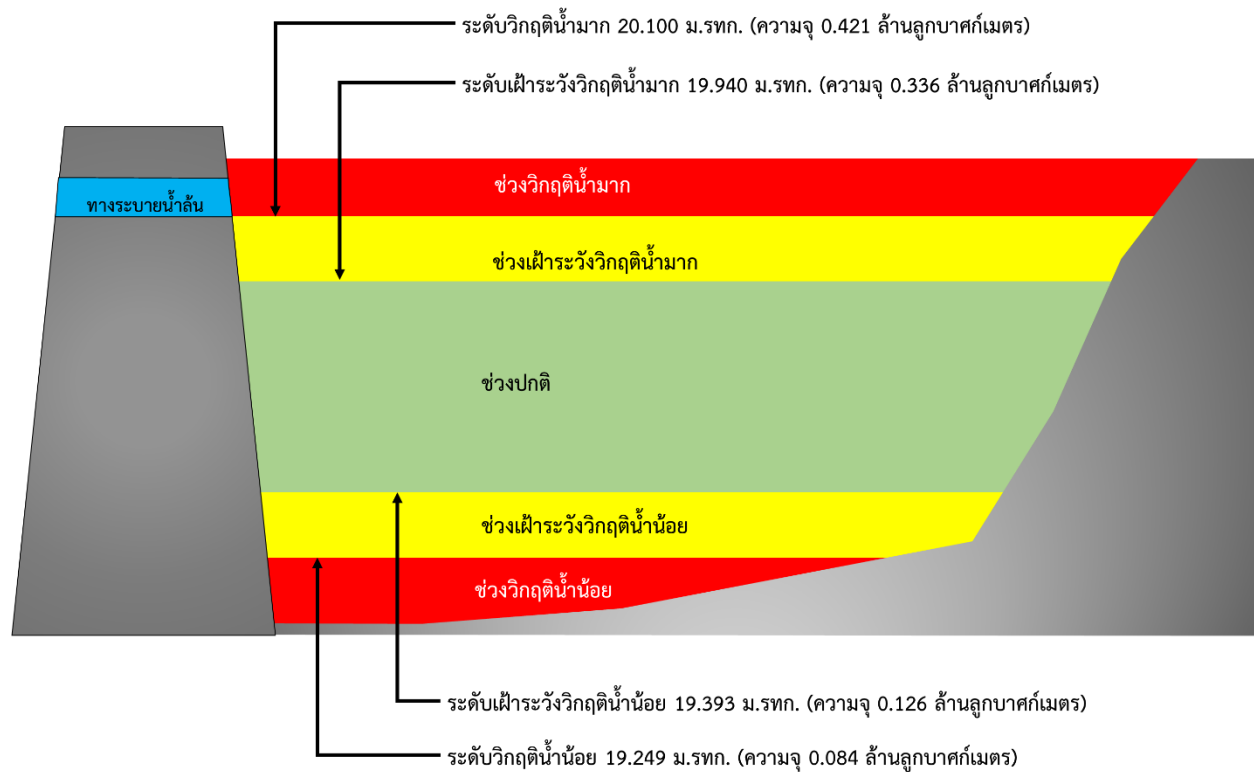 ระดับวิกฤติน้ำมาก 20.100 ม.รทก. (ความจุ 0.421 ล้านลูกบาศก์เมตร)
ระดับเฝ้าระวังวิกฤติน้ำมาก 19.940 ม.รทก. (ความจุ 0.336 ล้านลูกบาศก์เมตร)
ช่วงวิกฤติน้ำมาก
ทางระบายน้ำล้น
ช่วงเฝ้าระวังวิกฤติน้ำมาก
ช่วงปกติ
ช่วงเฝ้าระวังวิกฤติน้ำน้อย
ช่วงวิกฤติน้ำน้อย
ระดับเฝ้าระวังวิกฤติน้ำน้อย 19.393 ม.รทก. (ความจุ 0.126 ล้านลูกบาศก์เมตร)
ระดับวิกฤติน้ำน้อย 19.249 ม.รทก. (ความจุ 0.084 ล้านลูกบาศก์เมตร)